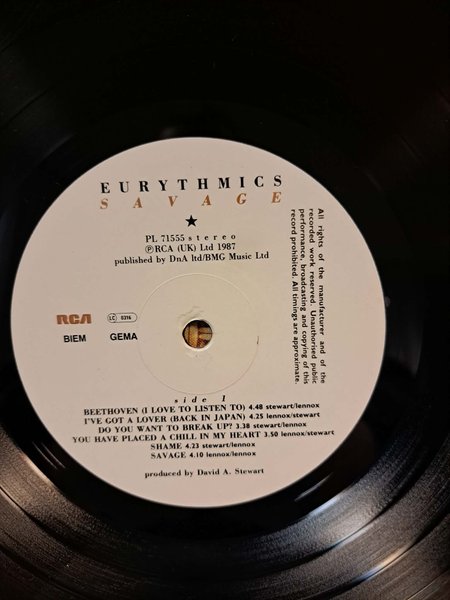 EURYTHMICS
SAVAGE
★
PL 71555 stereo
Ⓟ RCA (UK) Ltd 1987
published by DnA ltd/BMG Music Ltd
All rights of the manufacturer and of the
recorded work reserved. Unauthorised public
performance, broadcasting and copying of this
record prohibited. All timings are approximate.
RCA
LC 0316
BIEM
GEMA
side 1
BEETHOVEN (I LOVE TO LISTEN TO) 4.48 stewart/lennox
I'VE GOT A LOVER (BACK IN JAPAN) 4.25 lennox/stewart
DO YOU WANT TO BREAK UP? 3.38 stewart/lennox
YOU HAVE PLACED A CHILL IN MY HEART 3.50 lennox/stewart
SHAME 4.23 stewart/lennox
SAVAGE 4.10 lennox/stewart
produced by David A. Stewart